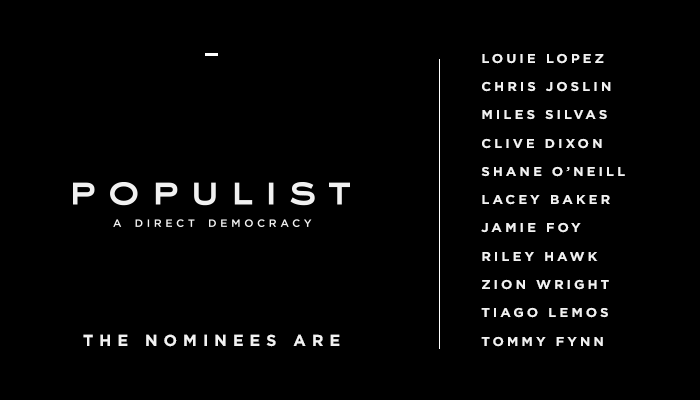 POPULIST
A DIRECT DEMOCRACY
THE NOMINEES ARE
LOUIE LOPEZ
CHRIS JOSLIN
MILES SILVAS
CLIVE DIXON
SHANE O’NEILL
LACEY BAKER
JAMIE FOY
RILEY HAWK
ZION WRIGHT
TIAGO LEMOS
TOMMY FYNN